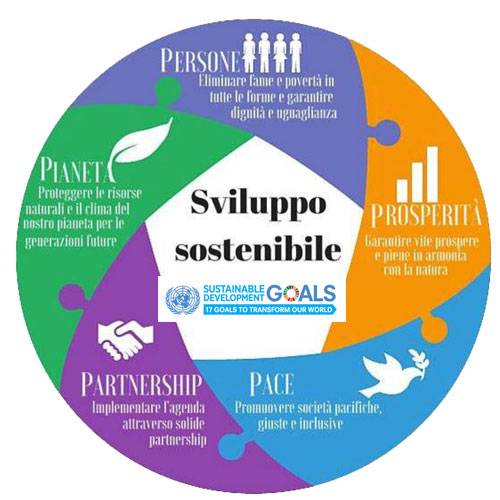 PERSONE
Eliminare fame e povertà in
tutte le forme e garantire
dignità e uguaglianza
PIANETA
Proteggere le risorse
naturali e il clima del
nostro pianeta per le
generazioni future
PROSPERITÀ
Garantire vite prospere
e piene in armonia
con la natura
Sviluppo
sostenibile
SUSTAINABLE
DEVELOPMENT GOALS
17 GOALS TO TRANSFORM OUR WORLD
PARTNERSHIP
Implementare l'agenda
attraverso solide
partnership
PACE
Promuovere società pacifiche,
giuste e inclusive